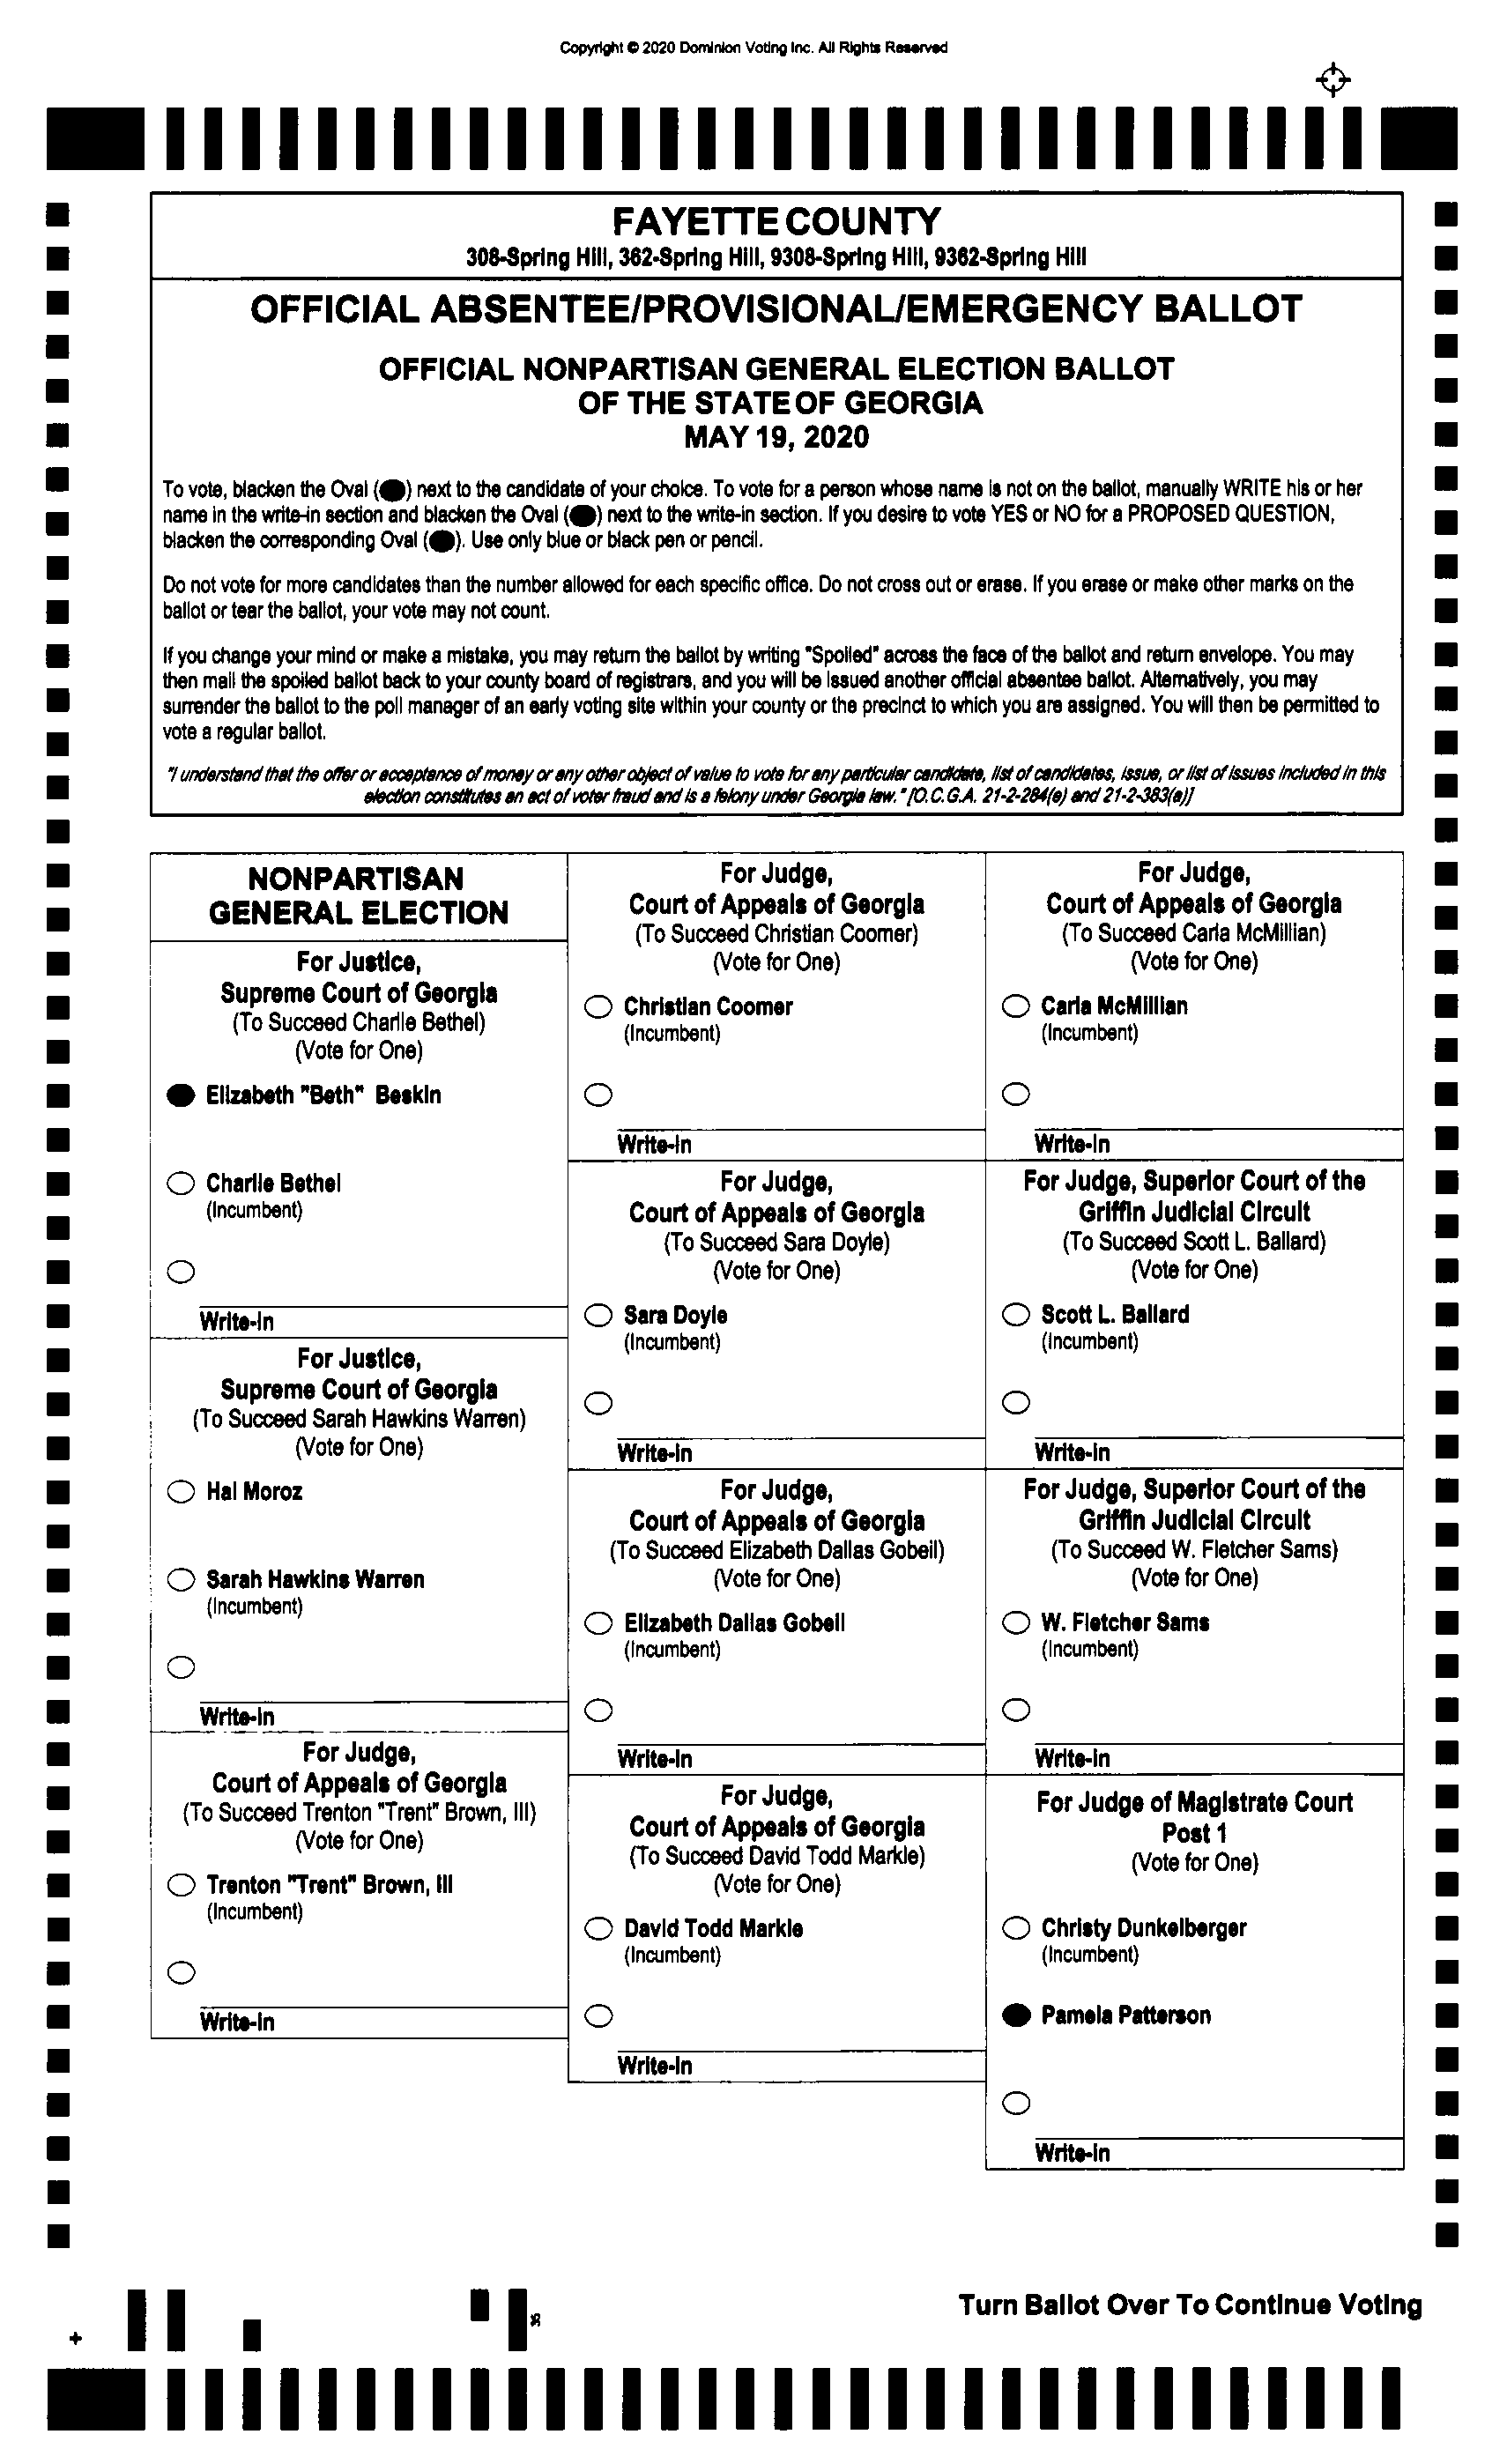 Copyright © 2020 Dominion Voting Inc. All Rights Reserved
FAYETTE COUNTY
308-Spring Hill, 362-Spring Hill, 9308-Spring Hill, 9362-Spring Hill
OFFICIAL ABSENTEE/PROVISIONAL/EMERGENCY BALLOT
OFFICIAL NONPARTISAN GENERAL ELECTION BALLOT
OF THE STATE OF GEORGIA
MAY 19, 2020
To vote, blacken the Oval (●) next to the candidate of your choice. To vote for a person whose name is not on the ballot, manually WRITE his or her
name in the write-in section and blacken the Oval (●) next to the write-in section. If you desire to vote YES or NO for a PROPOSED QUESTION,
blacken the corresponding Oval (●). Use only blue or black pen or pencil.
Do not vote for more candidates than the number allowed for each specific office. Do not cross out or erase. If you erase or make other marks on the
ballot or tear the ballot, your vote may not count.
If you change your mind or make a mistake, you may return the ballot by writing "Spoiled" across the face of the ballot and return envelope. You may
then mail the spoiled ballot back to your county board of registrars, and you will be issued another official absentee ballot. Alternatively, you may
surrender the ballot to the poll manager of an early voting site within your county or the precinct to which you are assigned. You will then be permitted to
vote a regular ballot.
"I understand that the offer or acceptance of money or any other object of value to vote for any particular candidate, list of candidates, issue, or list of issues included in this
election constitutes an act of voter fraud and is a felony under Georgia law." [O.C.G.A. 21-2-284(e) and 21-2-383(a)]
NONPARTISAN
GENERAL ELECTION
For Justice,
Supreme Court of Georgia
(To Succeed Charlie Bethel)
(Vote for One)
Elizabeth "Beth" Beskin
Charlie Bethel
(Incumbent)
Write-in
For Justice,
Supreme Court of Georgia
(To Succeed Sarah Hawkins Warren)
(Vote for One)
Hal Moroz
Sarah Hawkins Warren
(Incumbent)
Write-in
For Judge,
Court of Appeals of Georgia
(To Succeed Trenton "Trent" Brown, III)
(Vote for One)
Trenton "Trent" Brown, III
(Incumbent)
Write-in
For Judge,
Court of Appeals of Georgia
(To Succeed Christian Coomer)
(Vote for One)
Christian Coomer
(Incumbent)
Write-in
For Judge,
Court of Appeals of Georgia
(To Succeed Sara Doyle)
(Vote for One)
Sara Doyle
(Incumbent)
Write-in
For Judge,
Court of Appeals of Georgia
(To Succeed Elizabeth Dallas Gobeil)
(Vote for One)
Elizabeth Dallas Gobeil
(Incumbent)
Write-in
For Judge,
Court of Appeals of Georgia
(To Succeed David Todd Markle)
(Vote for One)
David Todd Markle
(Incumbent)
Write-in
For Judge,
Court of Appeals of Georgia
(To Succeed Carla McMillian)
(Vote for One)
Carla McMillian
(Incumbent)
Write-in
For Judge, Superior Court of the
Griffin Judicial Circuit
(To Succeed Scott L. Ballard)
(Vote for One)
Scott L. Ballard
(Incumbent)
Write-in
For Judge, Superior Court of the
Griffin Judicial Circuit
(To Succeed W. Fletcher Sams)
(Vote for One)
W. Fletcher Sams
(Incumbent)
Write-in
For Judge of Magistrate Court
Post 1
(Vote for One)
Christy Dunkelberger
(Incumbent)
Pamela Patterson
Write-in
Turn Ballot Over To Continue Voting
+